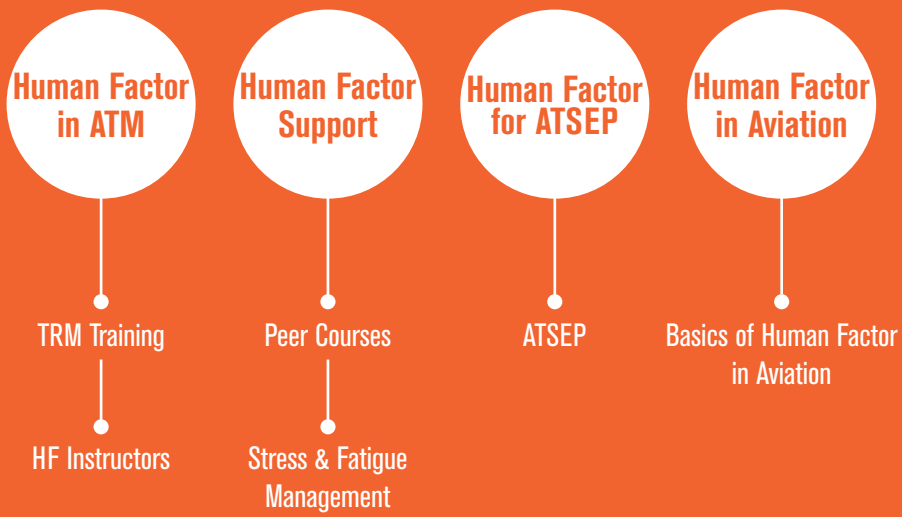 Human Factor
in ATM
TRM Training
HF Instructors
Human Factor
Support
Peer Courses
Stress & Fatigue
Management
Human Factor
for ATSEP
ATSEP
Human Factor
in Aviation
Basics of Human Factor
in Aviation